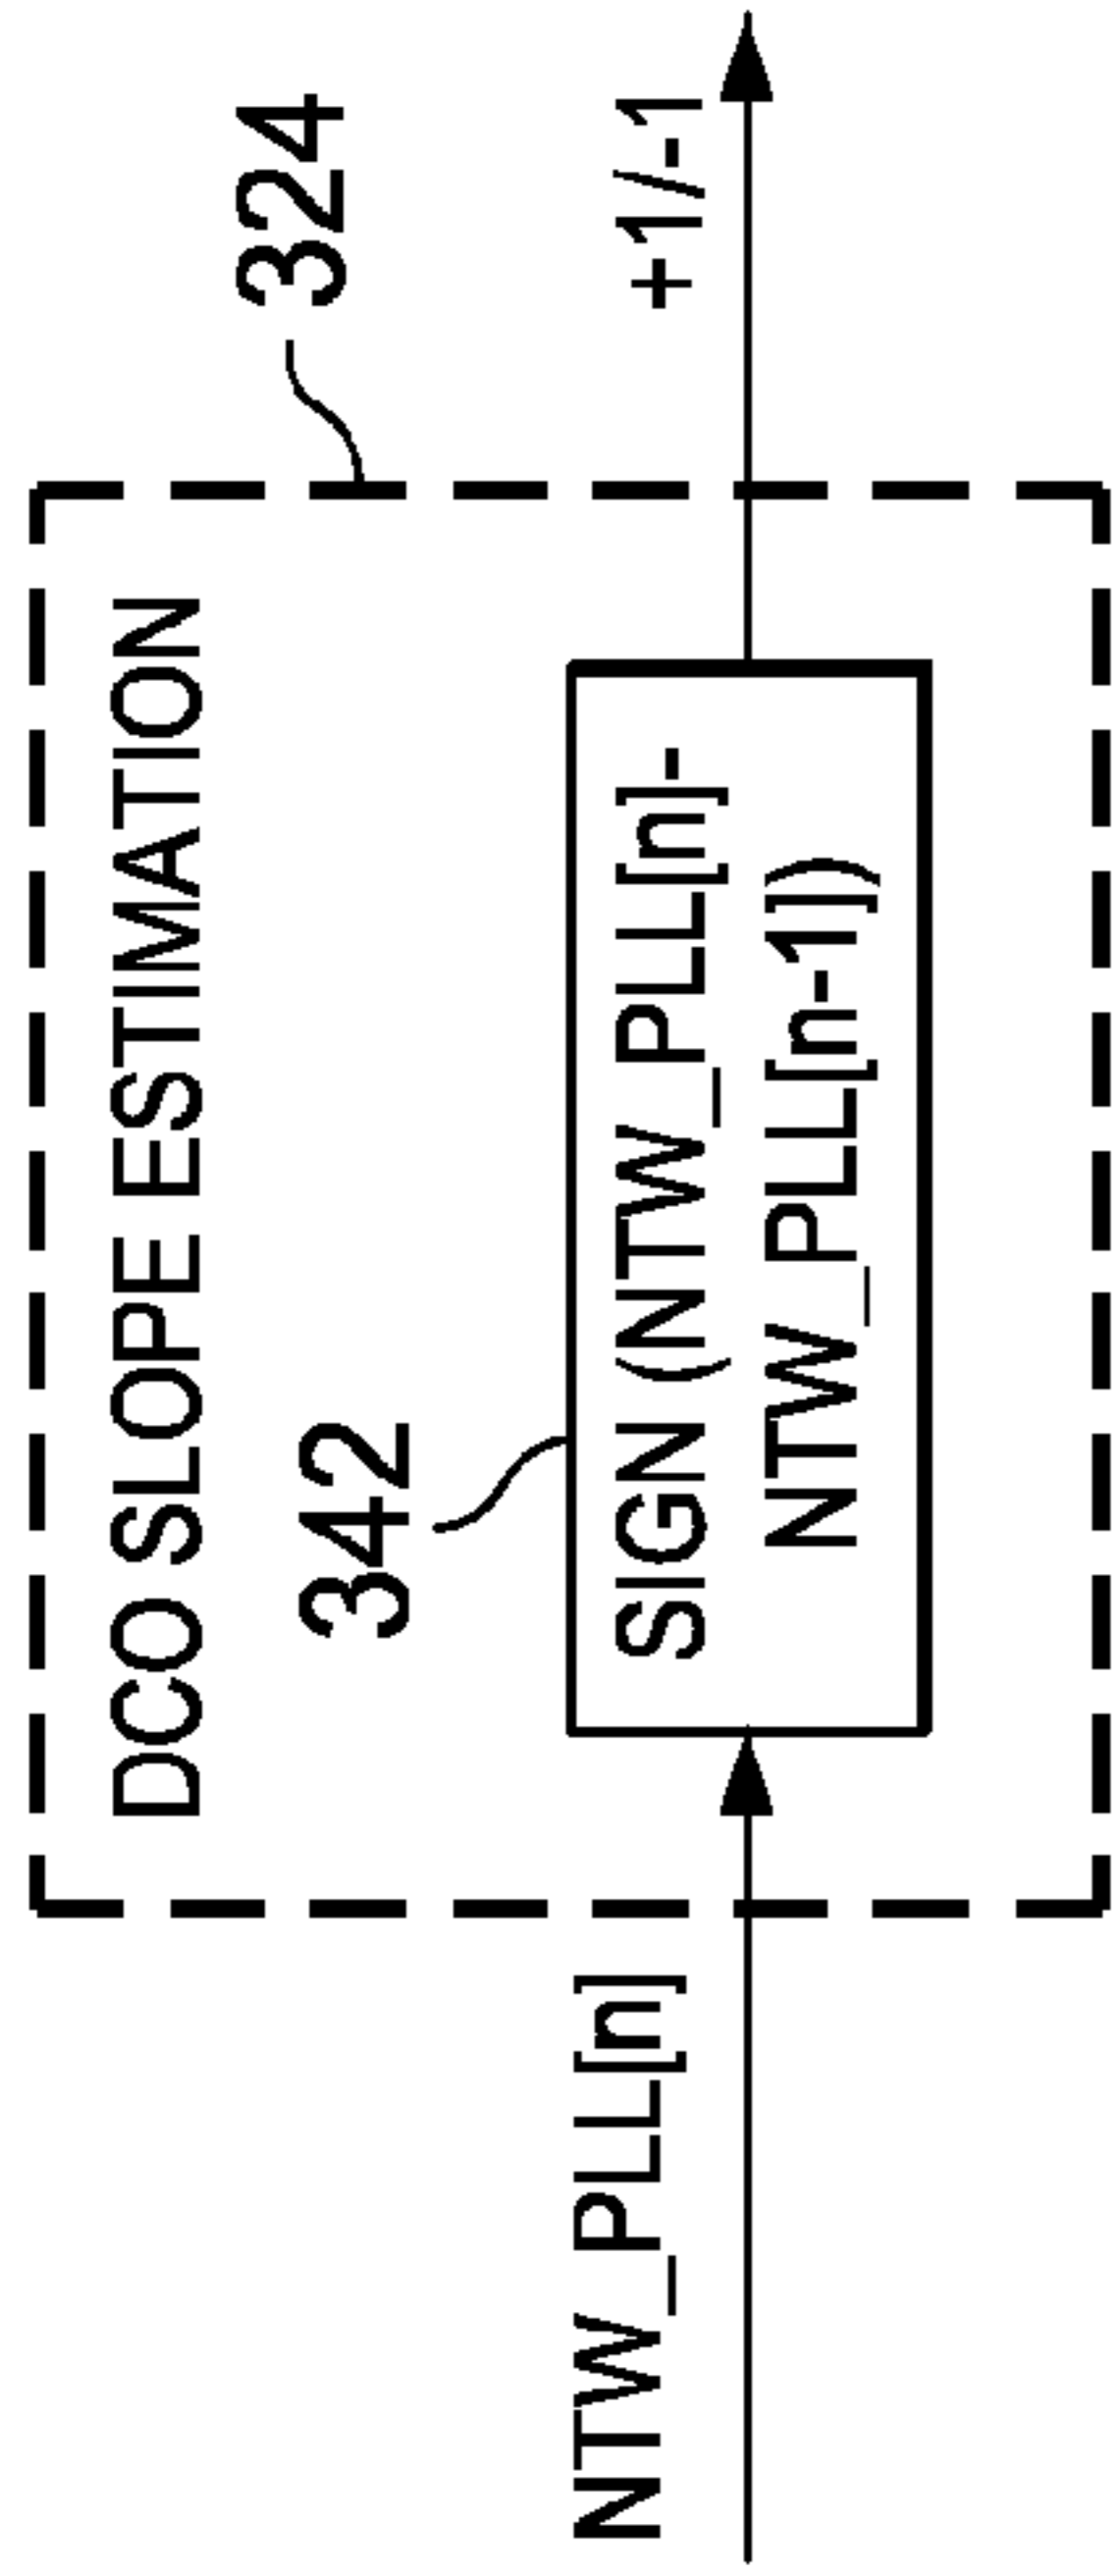 DCO SLOPE ESTIMATION
324
342
NTW_PLL[n]
SIGN (NTW_PLL[n]-
NTW_PLL[n-1])
+1/-1